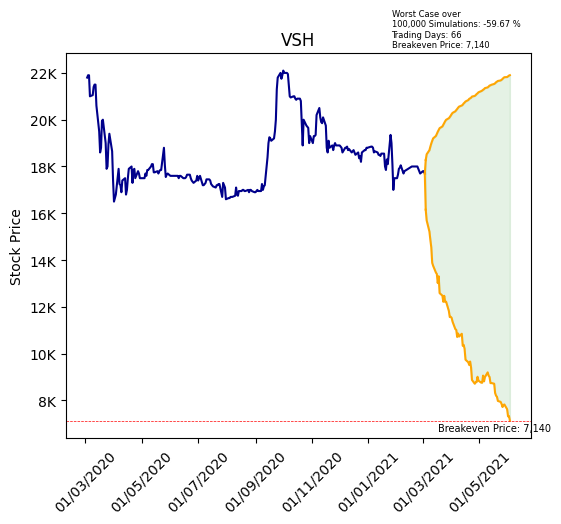 Worst Case over
100,000 Simulations: -59.67 %
Trading Days: 66
Breakeven Price: 7,140
VSH
Stock Price
22K
20K
18K
16K
14K
12K
10K
8K
Breakeven Price: 7,140
01/03/2020
01/05/2020
01/07/2020
01/09/2020
01/11/2020
01/01/2021
01/03/2021
01/05/2021